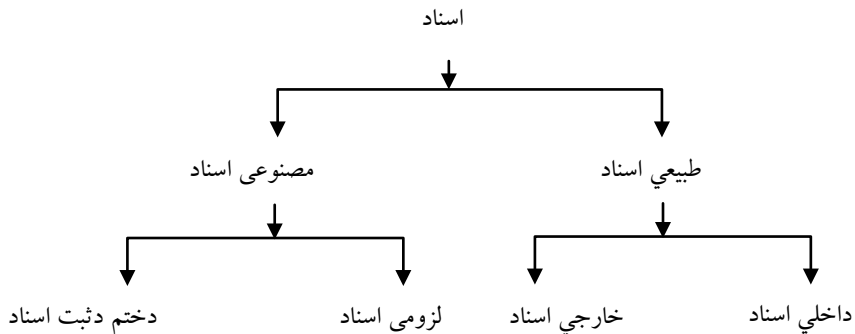 اسناد
طبیعي اسناد
مصنوعی اسناد
داخلي اسناد
خارجي اسناد
لزومی اسناد
دختم دثبت اسناد